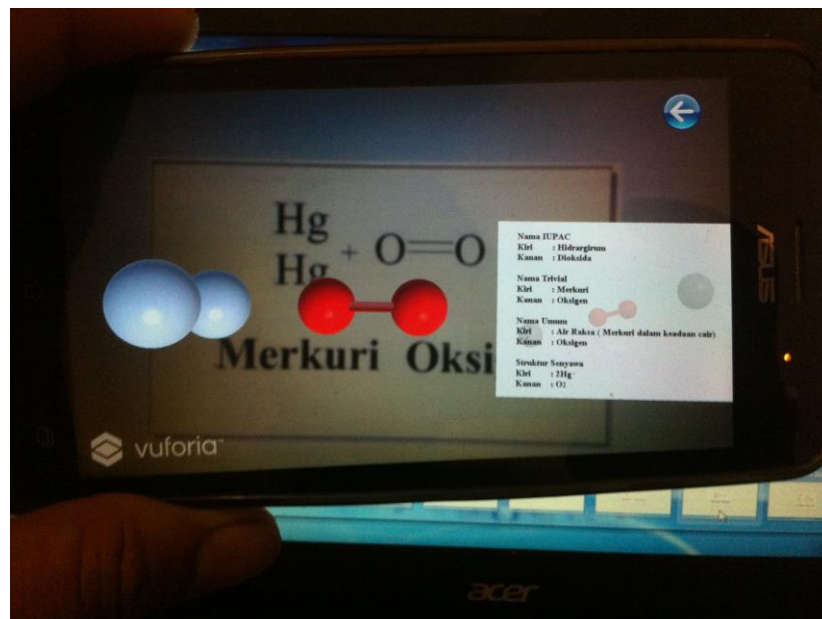 Hg
Hg + O=O
Merkuri Oksi
Nama IUPAC
Kiri : Hidrargirum
Kanan : Dioksida
Nama Trivial
Kiri : Merkuri
Kanan : Oksigen
Nama Umum
Kiri : Air Raksa ( Merkuri dalam keadaan cair)
Kanan : Oksigen
Struktur Senyawa
Kiri : 2Hg
Kanan : O2
vuforia
ASUS
acer